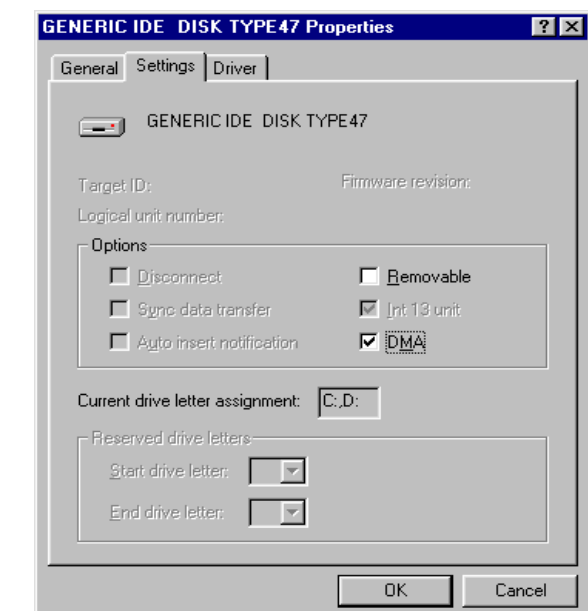 GENERIC IDE  DISK TYPE47 Properties
General Settings Driver
GENERIC IDE  DISK TYPE47
Target ID: Firmware revision:
Logical unit number:
Options
Disconnect Removable
Sync data transfer Int 13 unit
Auto insert notification DMA
Current drive letter assignment: C:,D:
Reserved drive letters
Start drive letter:
End drive letter:
OK Cancel